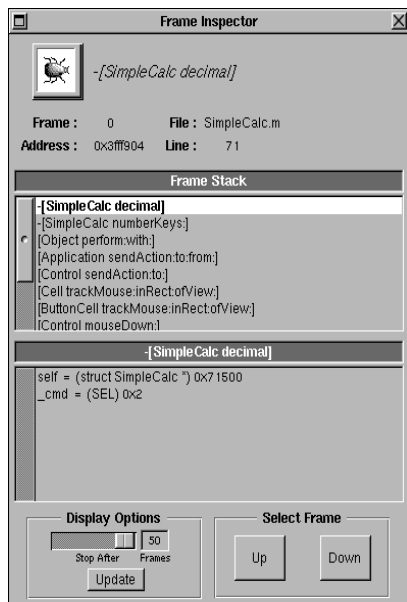 Frame Inspector
-[SimpleCalc decimal]
Frame : 0 File : SimpleCalc.m
Address : 0x3fff904 Line : 71
Frame Stack
-[SimpleCalc decimal]
-[SimpleCalc numberKeys:]
[Object perform:with:]
[Application sendAction:to:from:]
[Control sendAction:to:]
[Cell trackMouse:inRect:ofView:]
[ButtonCell trackMouse:inRect:ofView:]
[Control mouseDown:]
-[SimpleCalc decimal]
self = (struct SimpleCalc *) 0x71500
_cmd = (SEL) 0x2
Display Options
50
Stop After Frames
Update
Select Frame
Up Down